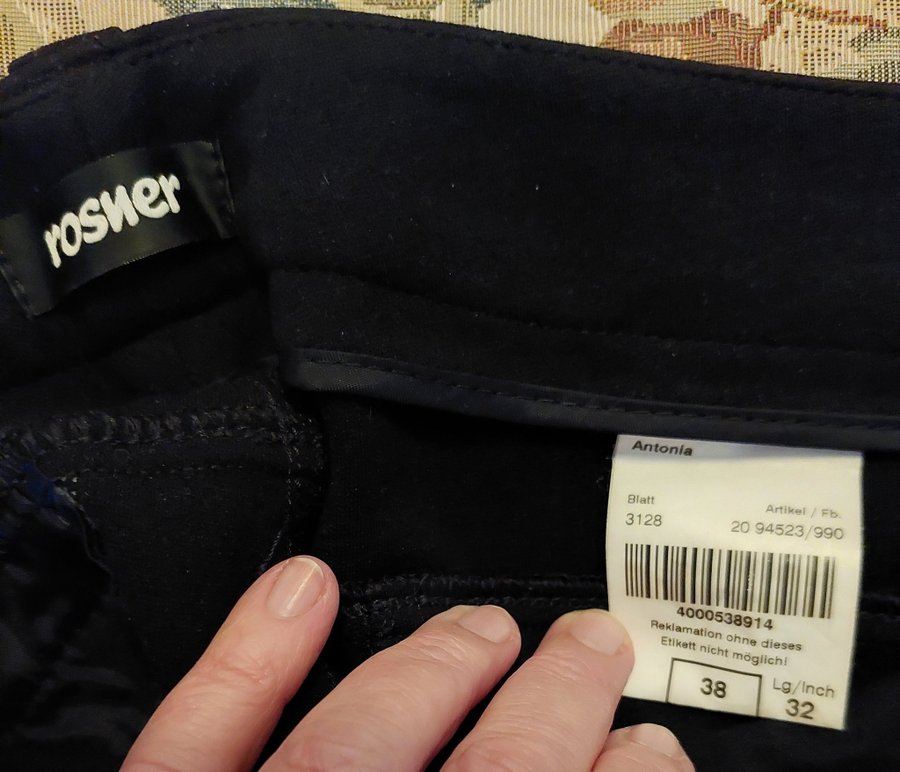 rosner
Antonia
Blatt
3128
Artikel / Fb.
20 94523/990
4000538914
Reklamation ohne dieses
Etikett nicht möglich!
38
Lg/Inch
32